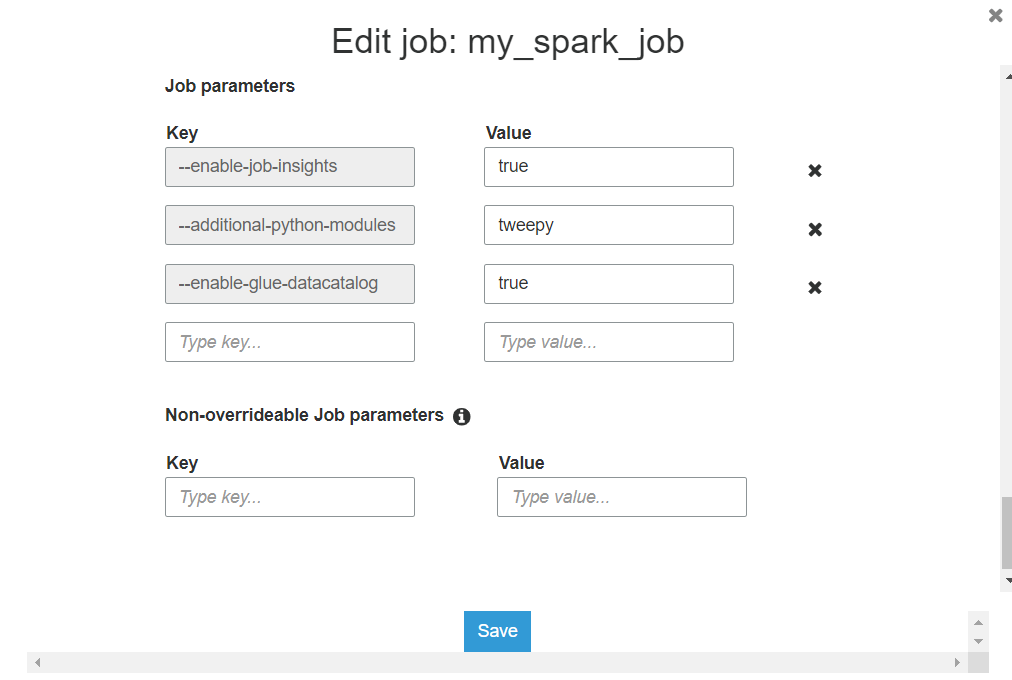 Edit job: my_spark_job
Job parameters
Key Value
--enable-job-insights true
--additional-python-modules tweepy
--enable-glue-datacatalog true
Type key... Type value...
Non-overrideable Job parameters
Key Value
Type key... Type value...
Save